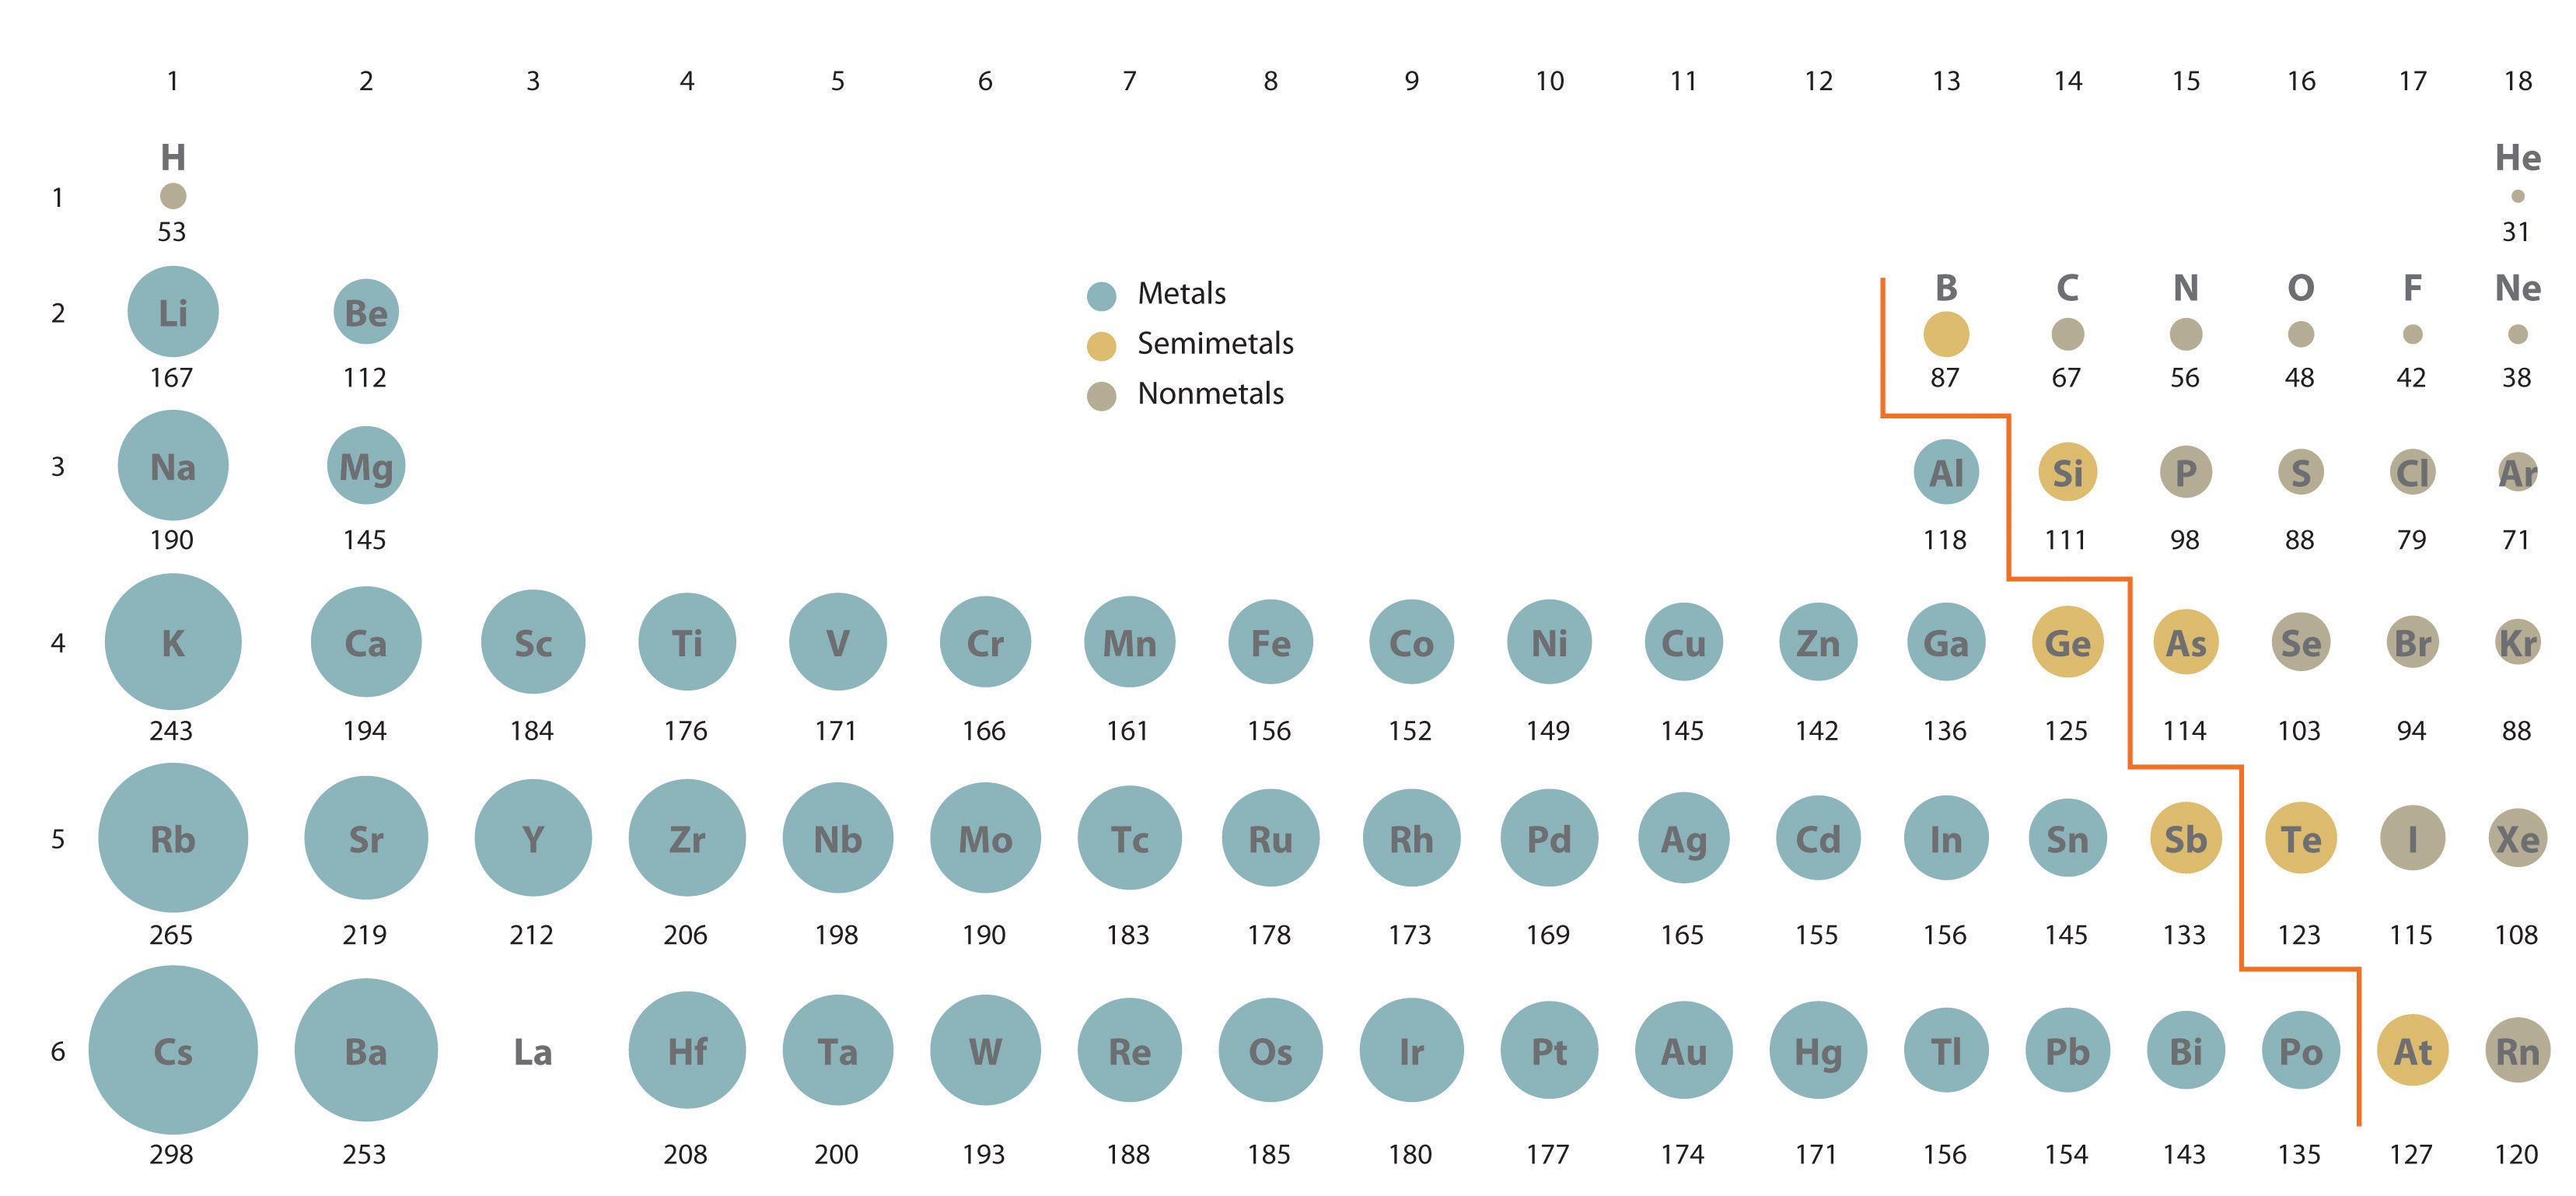 1 2 3 4 5 6 7 8 9 10 11 12 13 14 15 16 17 18
H He
1
53 31
B C N O F Ne
Metals
2 Li Be
Semimetals
167 112 87 67 56 48 42 38
Nonmetals
3 Na Mg Al Si P S Cl Ar
190 145 118 111 98 88 79 71
4 K Ca Sc Ti V Cr Mn Fe Co Ni Cu Zn Ga Ge As Se Br Kr
243 194 184 176 171 166 161 156 152 149 145 142 136 125 114 103 94 88
5 Rb Sr Y Zr Nb Mo Tc Ru Rh Pd Ag Cd In Sn Sb Te I Xe
265 219 212 206 198 190 183 178 173 169 165 155 156 145 133 123 115 108
6 Cs Ba La Hf Ta W Re Os Ir Pt Au Hg Tl Pb Bi Po At Rn
298 253 208 200 193 188 185 180 177 174 171 156 154 143 135 127 120